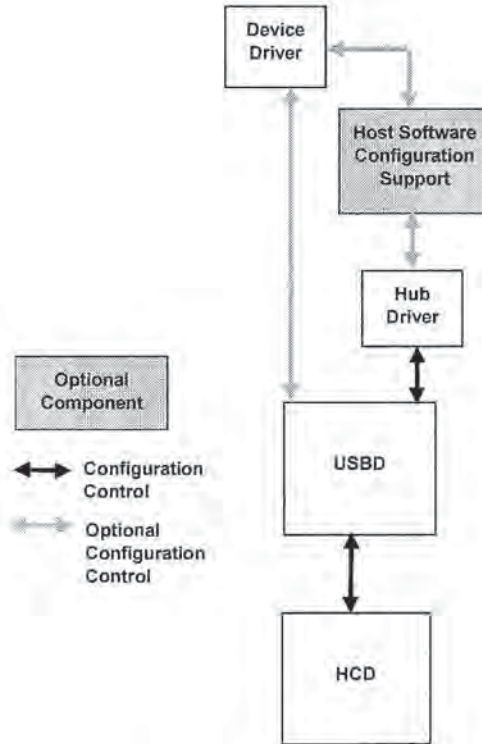 Device
Driver
Host Software
Configuration
Support
Hub
Driver
Optional
Component
USBD
Configuration
Control
Optional
Configuration
Control
HCD